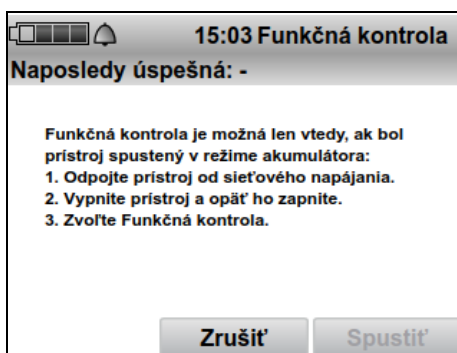 15:03 Funkčná kontrola
Naposledy úspešná: -
Funkčná kontrola je možná len vtedy, ak bol
prístroj spustený v režime akumulátora:
1. Odpojte prístroj od sieťového napájania.
2. Vypnite prístroj a opäť ho zapnite.
3. Zvoľte Funkčná kontrola.
Zrušiť Spustiť